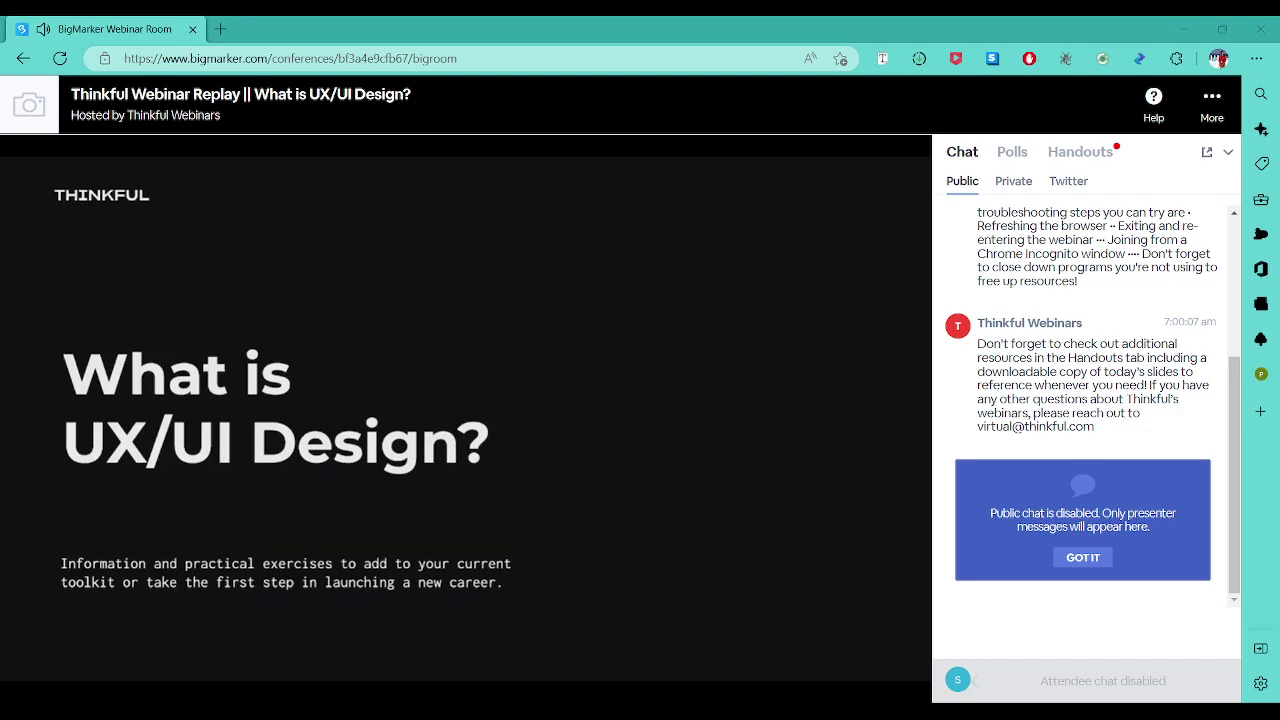 BigMarker Webinar Room
https://www.bigmarker.com/conferences/bf3a4e9cfb67/bigroom
Thinkful Webinar Replay || What is UX/UI Design?
Hosted by Thinkful Webinars
Help
More
THINKFUL
What is
UX/UI Design?
Information and practical exercises to add to your current
toolkit or take the first step in launching a new career.
Chat Polls Handouts
Public Private Twitter
troubleshooting steps you can try are •
Refreshing the browser •• Exiting and re-
entering the webinar ••• Joining from a
Chrome Incognito window •••• Don't forget
to close down programs you're not using to
free up resources!
T
Thinkful Webinars 7:00:07 am
Don't forget to check out additional
resources in the Handouts tab including a
downloadable copy of today's slides to
reference whenever you need! If you have
any other questions about Thinkful's
webinars, please reach out to
virtual@thinkful.com
Public chat is disabled. Only presenter
messages will appear here.
GOT IT
S
Attendee chat disabled